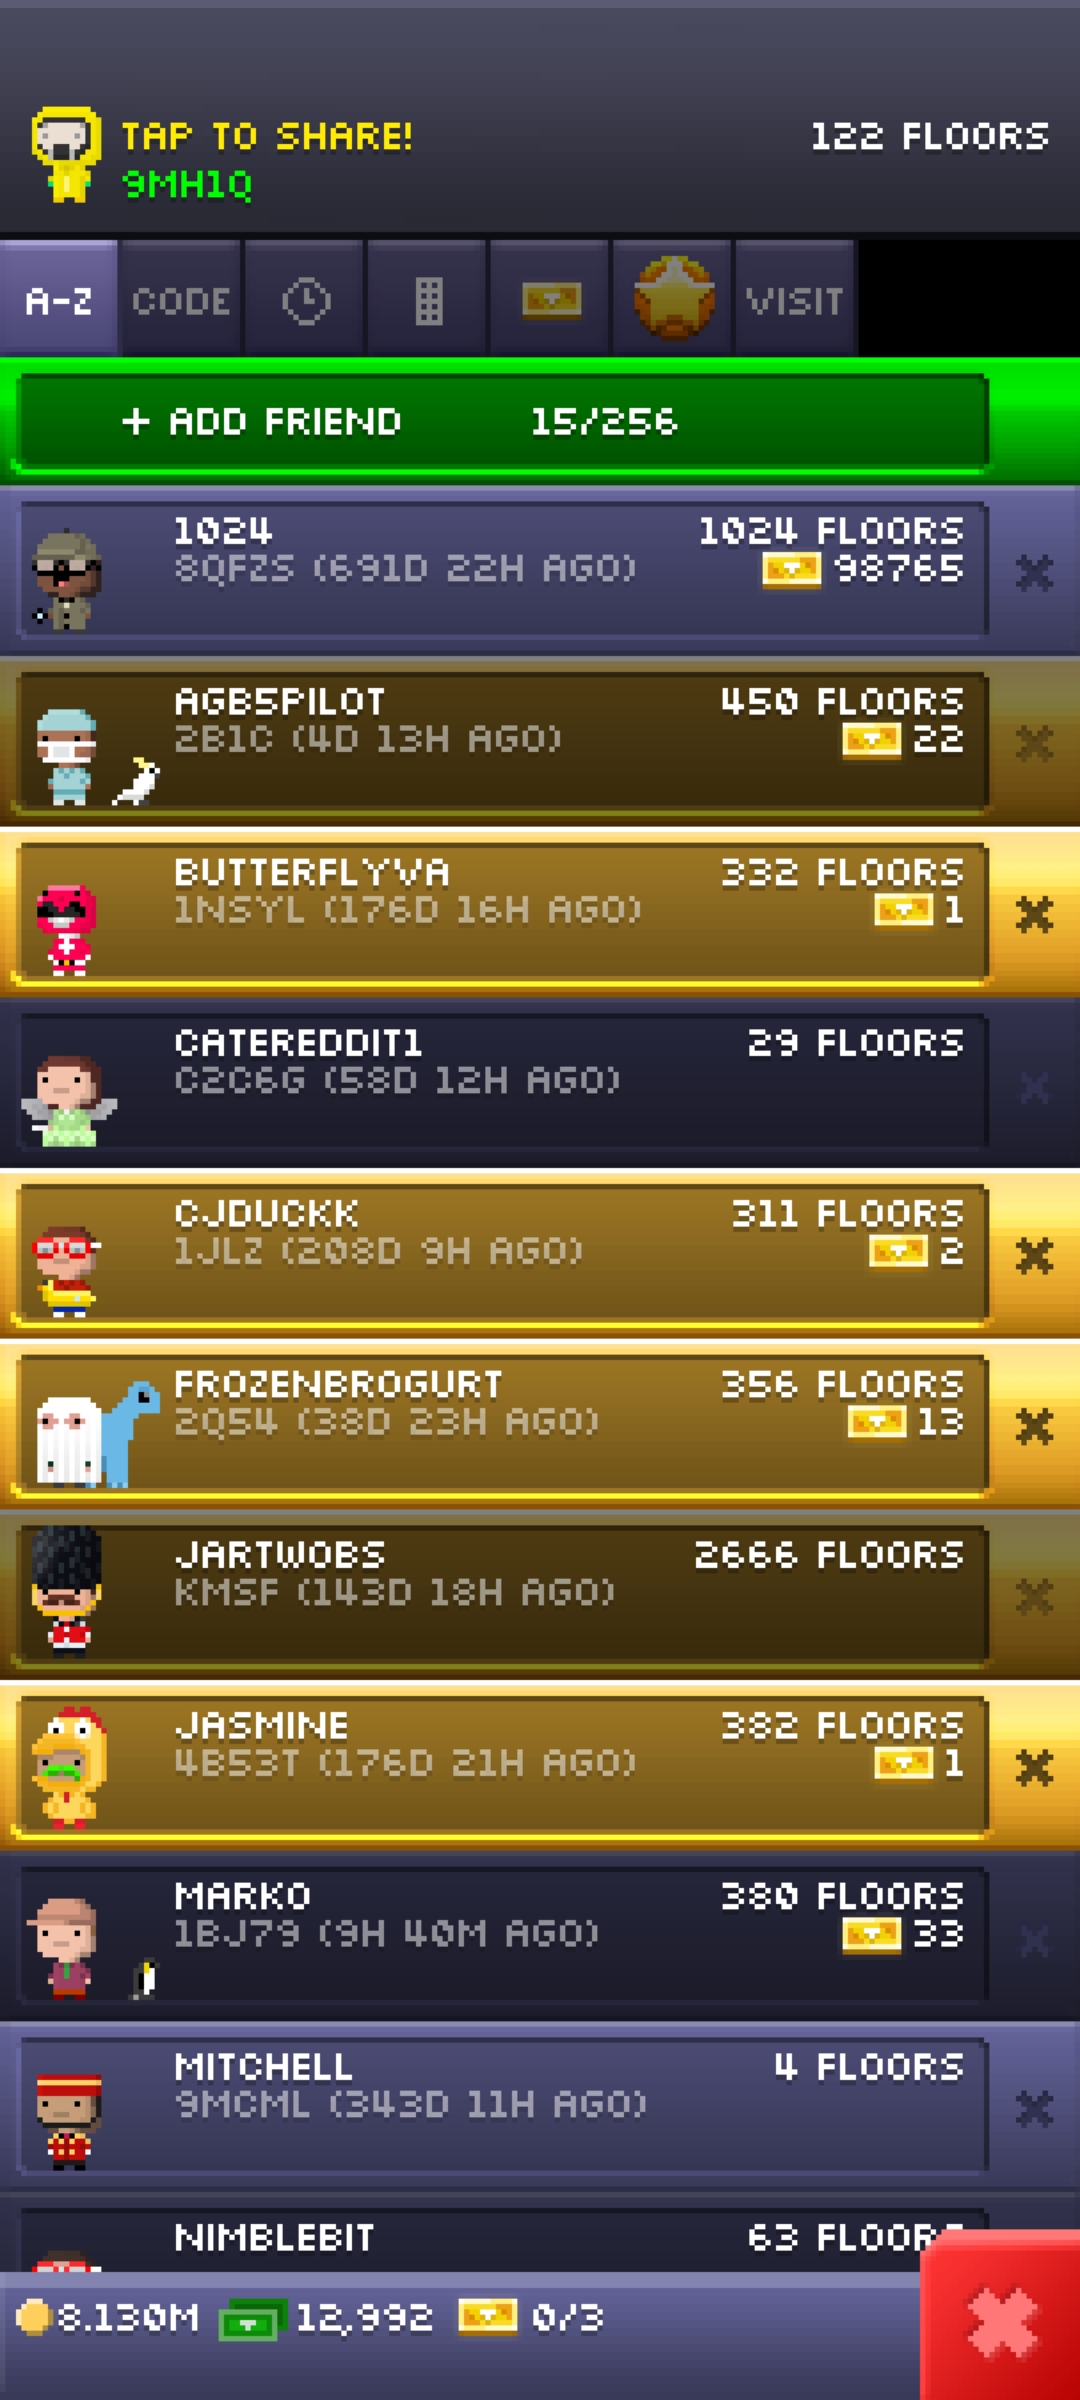 TAP TO SHARE!
122 FLOORS
9MH1Q
A-Z
CODE
VISIT
+ ADD FRIEND 15/256
1024
1024 FLOORS
8QFZS (691D 22H AGO)
98765
AGB5PILOT
450 FLOORS
2B1C (4D 13H AGO)
22
BUTTERFLYVA
332 FLOORS
1NSYL (176D 16H AGO)
1
CATEREDDIT1
29 FLOORS
C2C6G (58D 12H AGO)
CJDUCKK
311 FLOORS
1JLZ (208D 9H AGO)
2
FROZENBROGURT
356 FLOORS
2Q54 (38D 23H AGO)
13
JARTWOBS
2666 FLOORS
KMSF (143D 18H AGO)
JASMINE
382 FLOORS
4B53T (176D 21H AGO)
1
MARKO
380 FLOORS
1BJ79 (9H 40M AGO)
33
MITCHELL
4 FLOORS
9MCML (343D 11H AGO)
NIMBLEBIT
63 FLOORS
8.130M
12,992
0/3